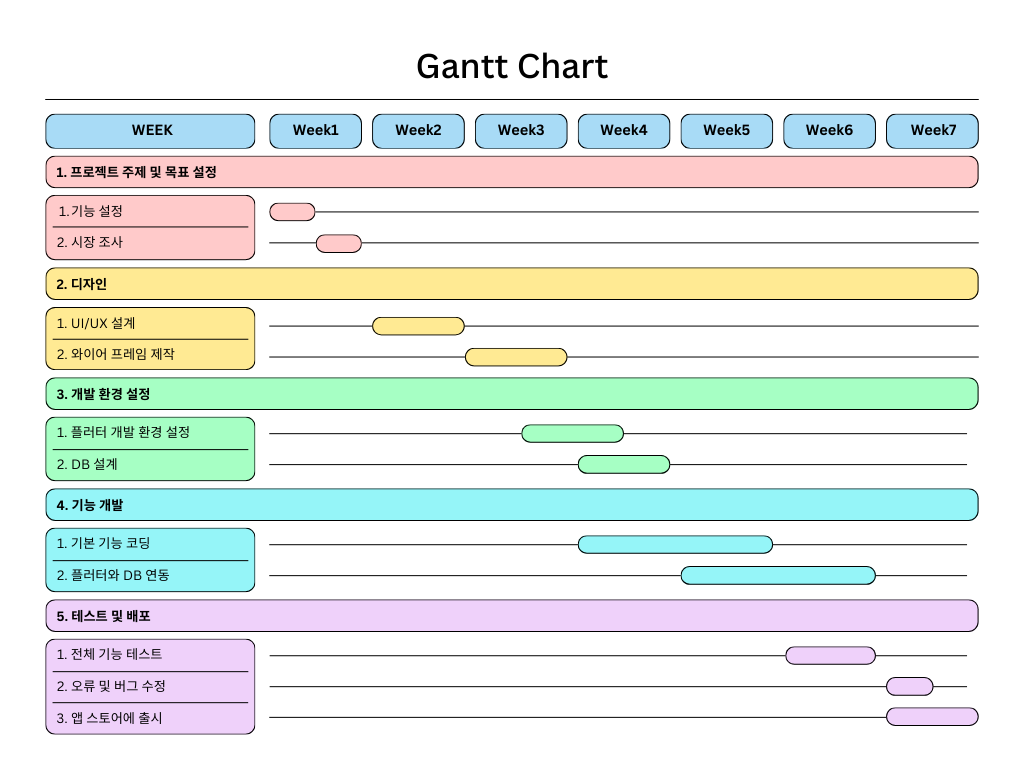 Gantt Chart
WEEK Week1 Week2 Week3 Week4 Week5 Week6 Week7
1. 프로젝트 주제 및 목표 설정
1.기능 설정
2. 시장 조사
2. 디자인
1. UI/UX 설계
2. 와이어 프레임 제작
3. 개발 환경 설정
1. 플러터 개발 환경 설정
2. DB 설계
4. 기능 개발
1. 기본 기능 코딩
2. 플러터와 DB 연동
5. 테스트 및 배포
1. 전체 기능 테스트
2. 오류 및 버그 수정
3. 앱 스토어에 출시